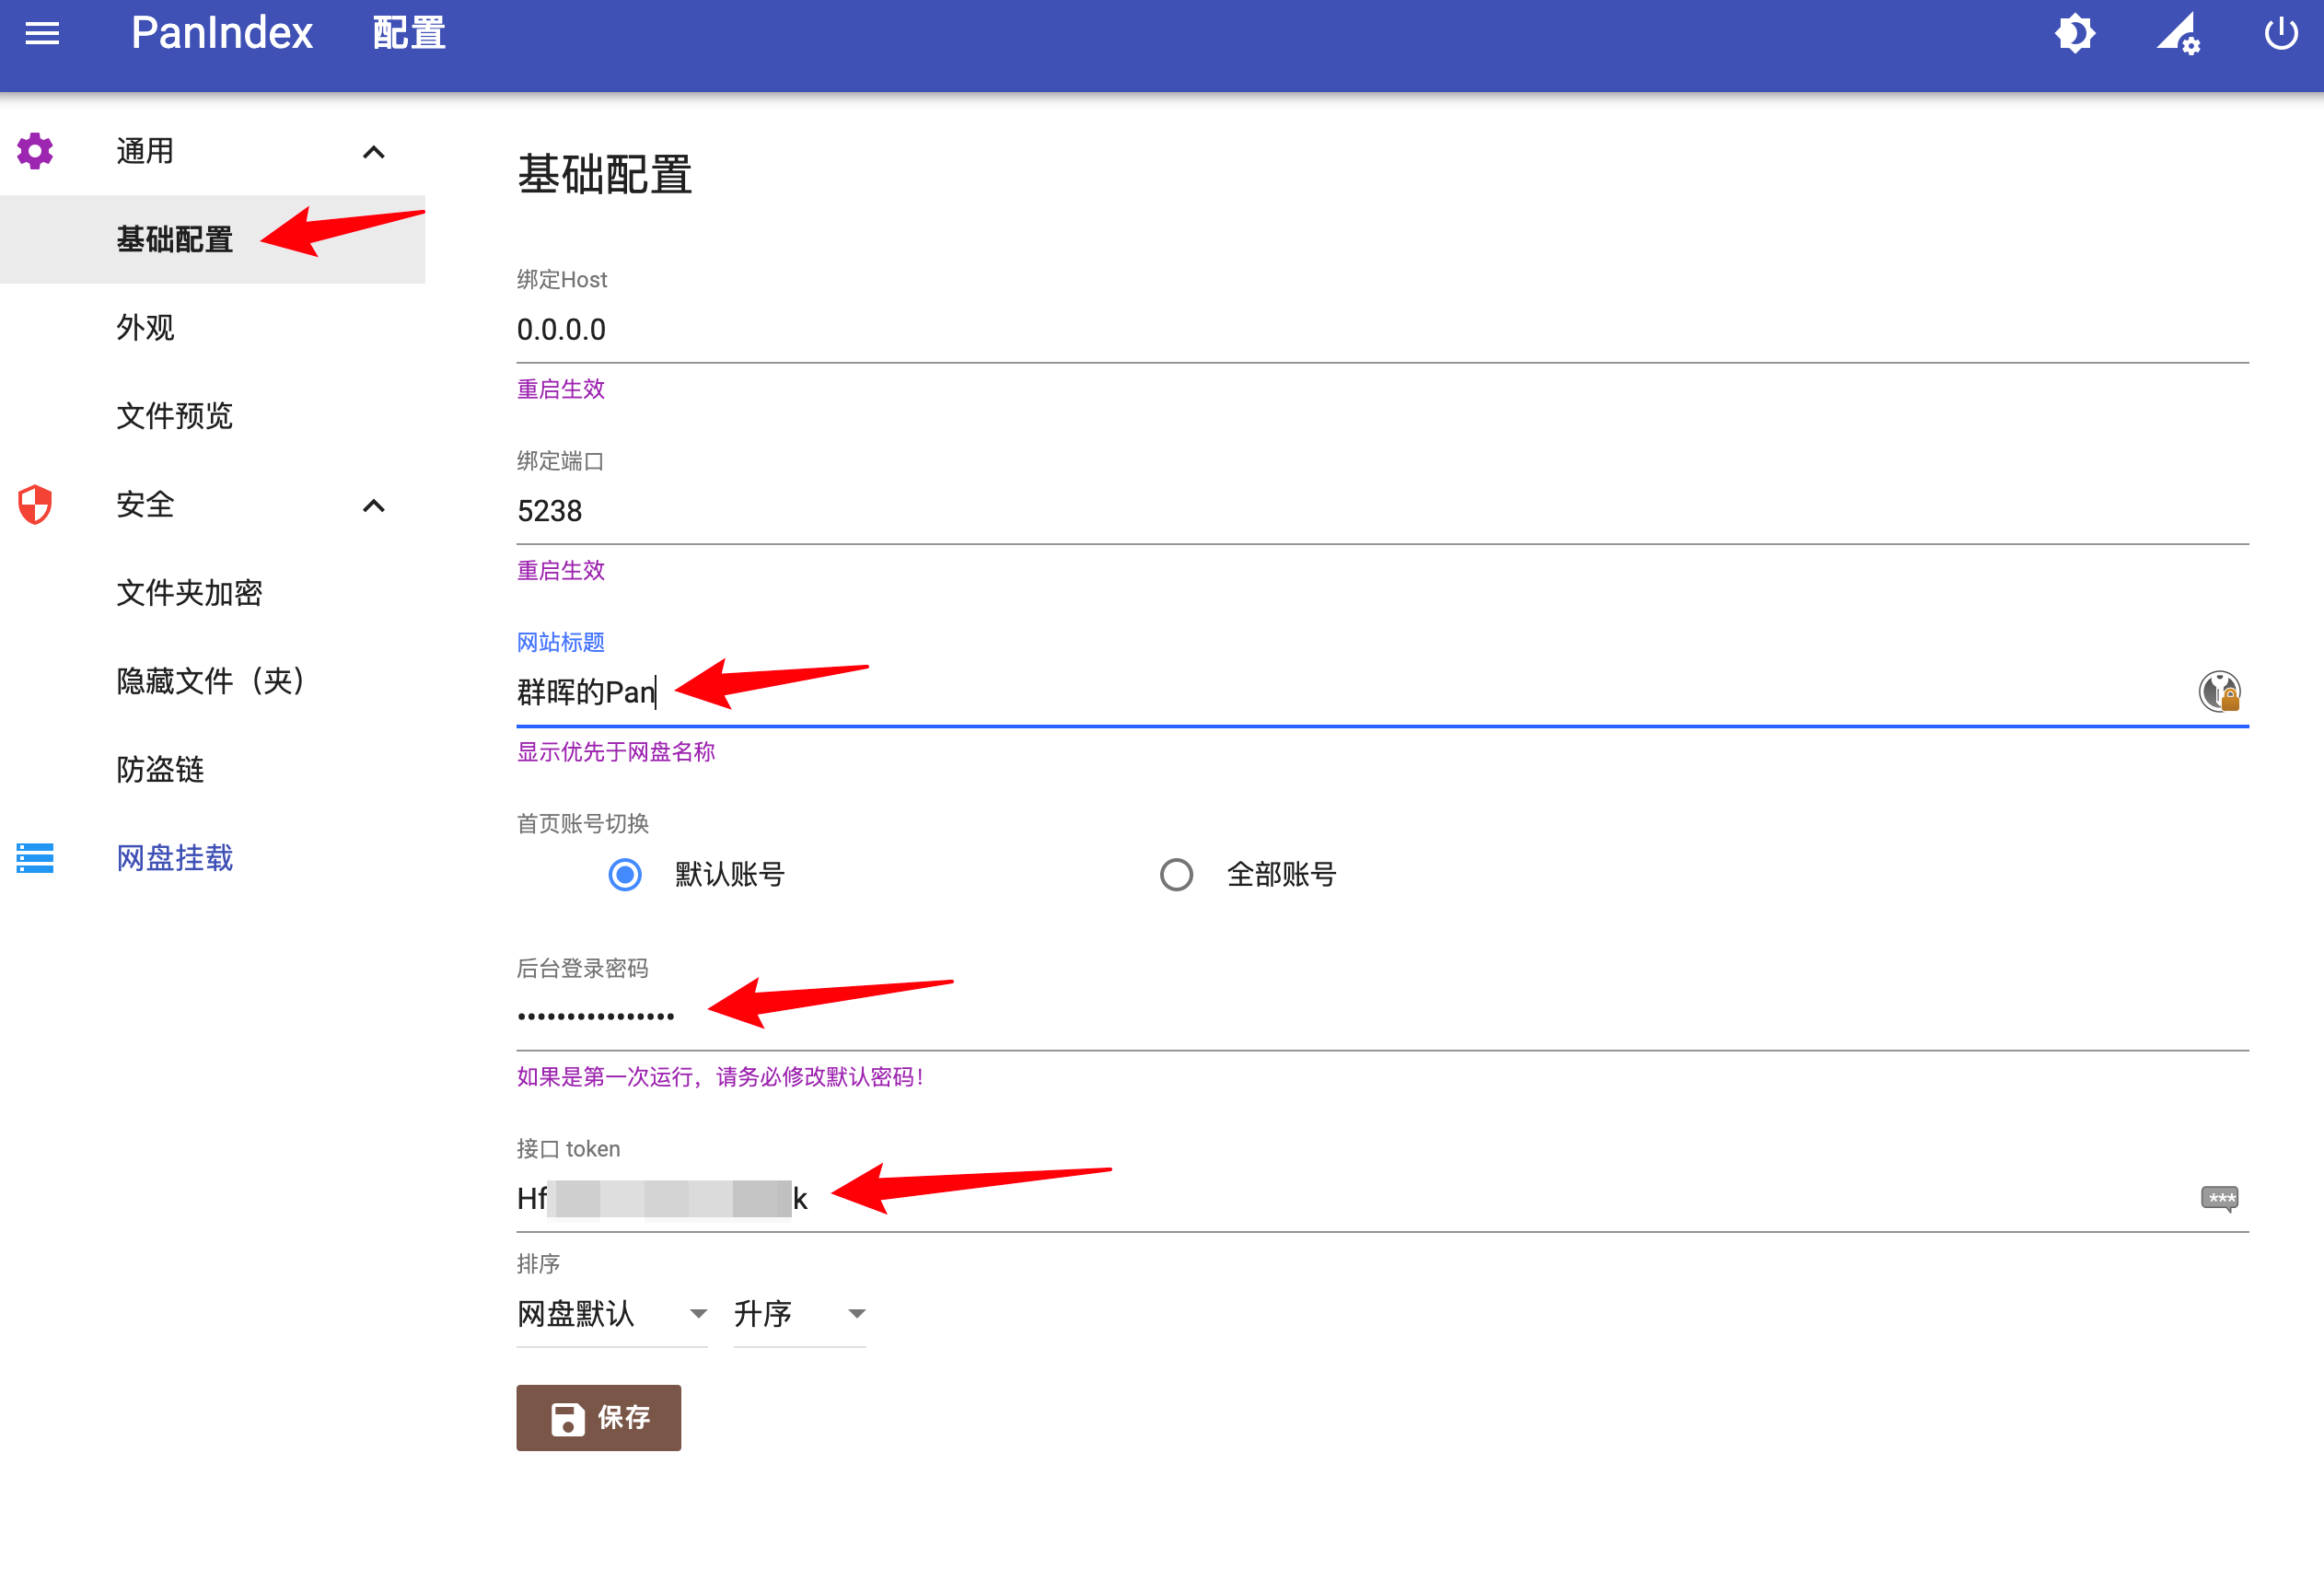 PanIndex 配置
通用
基础配置
外观
文件预览
安全
文件夹加密
隐藏文件（夹）
防盗链
网盘挂载
基础配置
绑定Host
0.0.0.0
重启生效
绑定端口
5238
重启生效
网站标题
群晖的Pan
显示优先于网盘名称
首页账号切换
默认账号 全部账号
后台登录密码
••••••••••••••••
如果是第一次运行，请务必修改默认密码！
接口 token
Hf k
***
排序
网盘默认 升序
保存